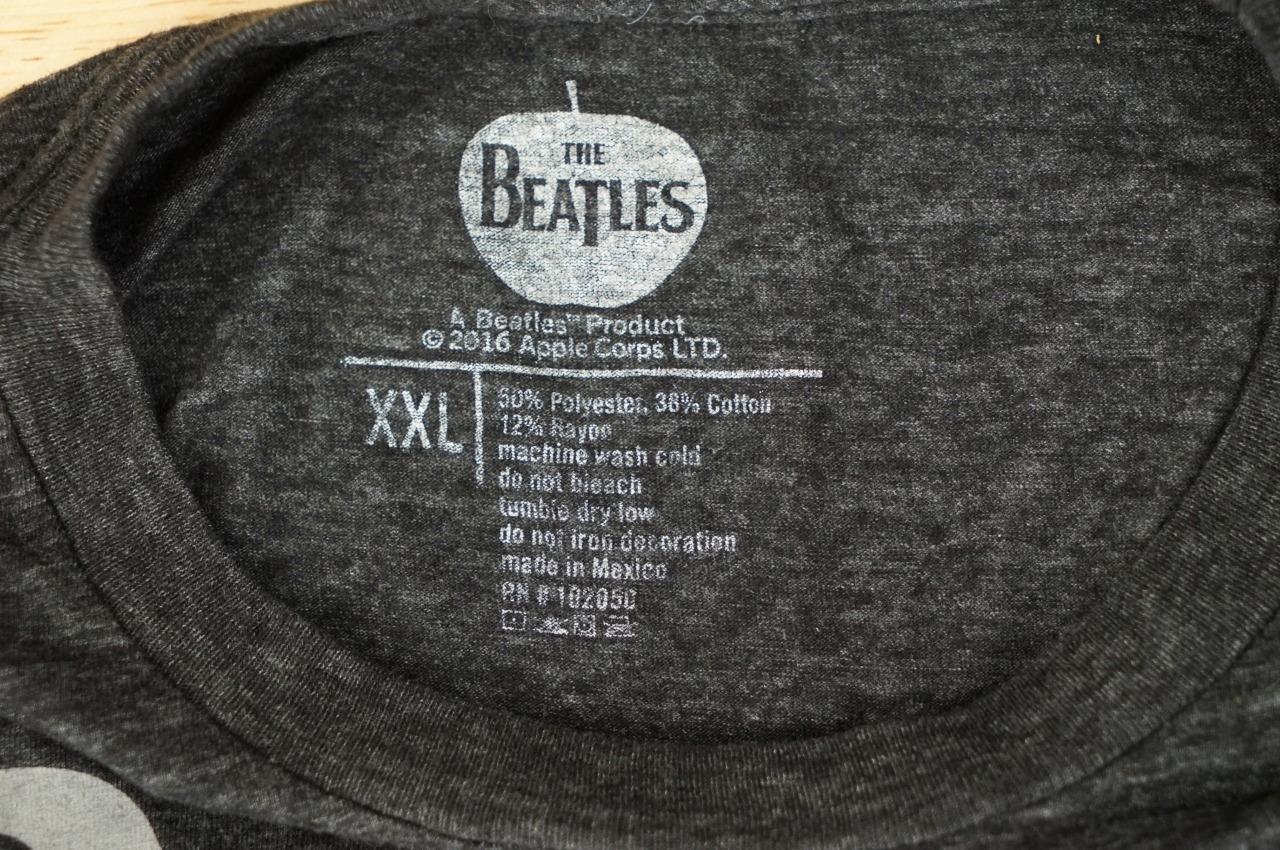 THE
BEATLES
A Beatles™ Product
© 2016 Apple Corps LTD.
XXL
50% Polyester, 38% Cotton
12% Rayon
machine wash cold
do not bleach
tumble dry low
do not iron decoration
made in Mexico
RN #